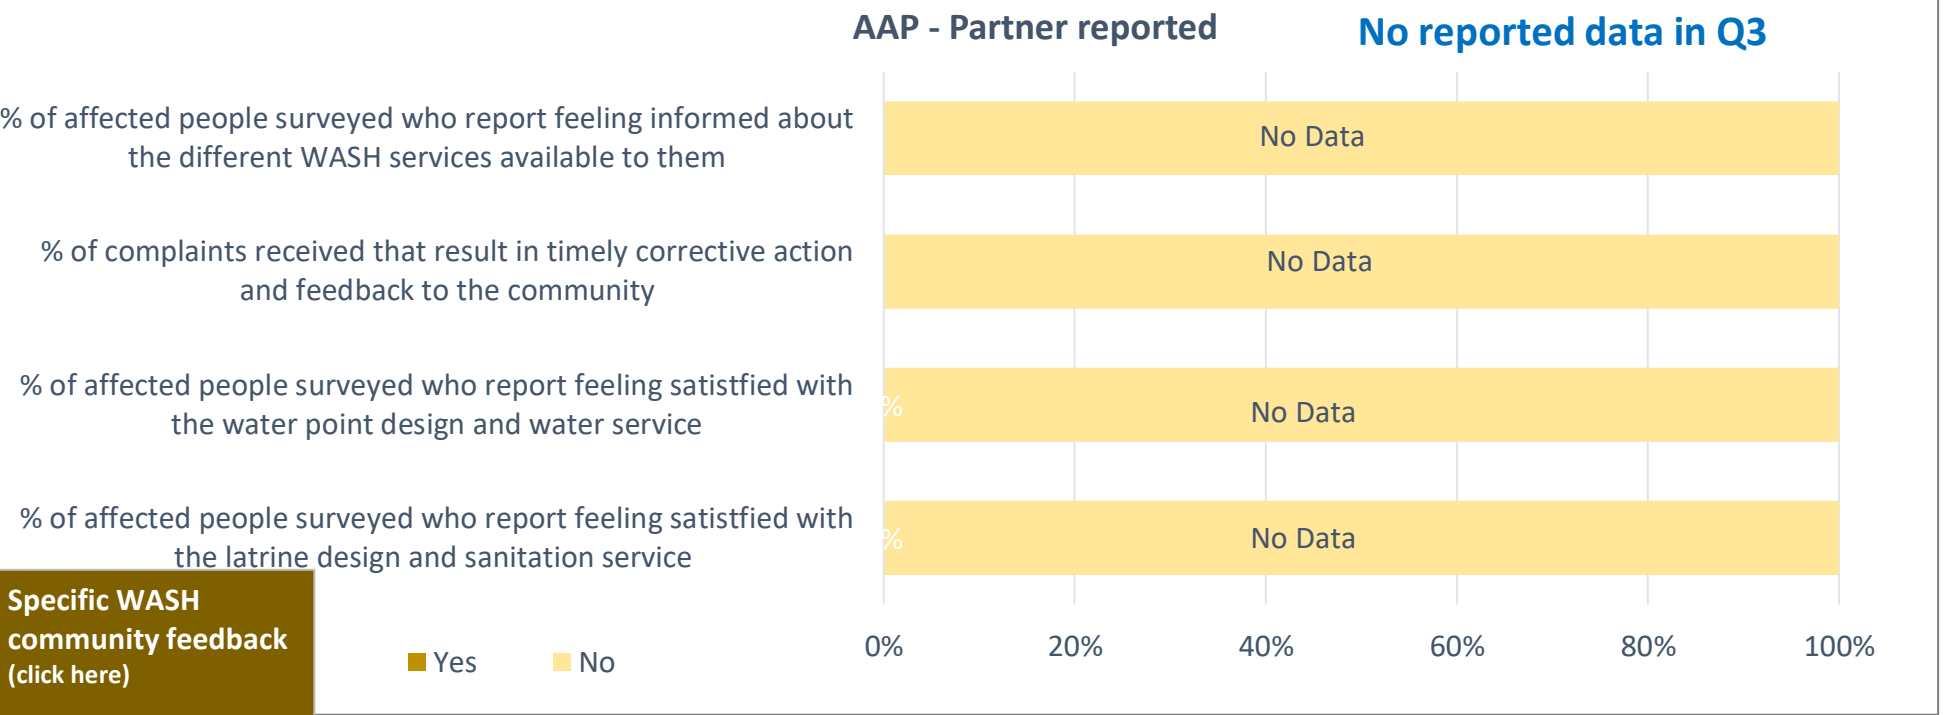 AAP - Partner reported
No reported data in Q3
% of affected people surveyed who report feeling informed about
the different WASH services available to them
No Data
% of complaints received that result in timely corrective action
and feedback to the community
No Data
% of affected people surveyed who report feeling satistfied with
the water point design and water service
%
No Data
% of affected people surveyed who report feeling satistfied with
the latrine design and sanitation service
%
No Data
0% 20% 40% 60% 80% 100%
Yes No
Specific WASH
community feedback
(click here)